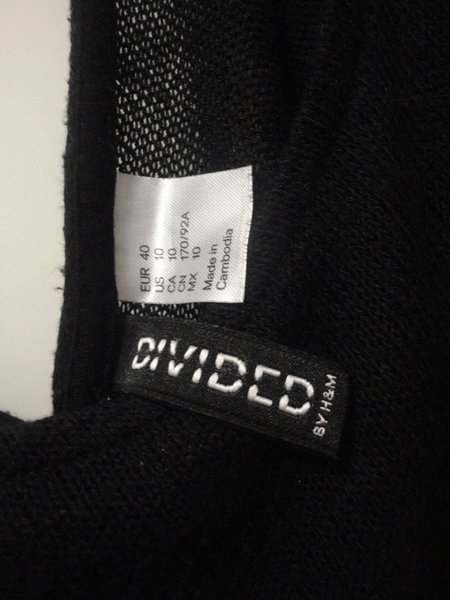 EUR 40
US 10
CA 10
CN 170/92A
MX 10
Made in
Cambodia
DIVIDED
BY H&M